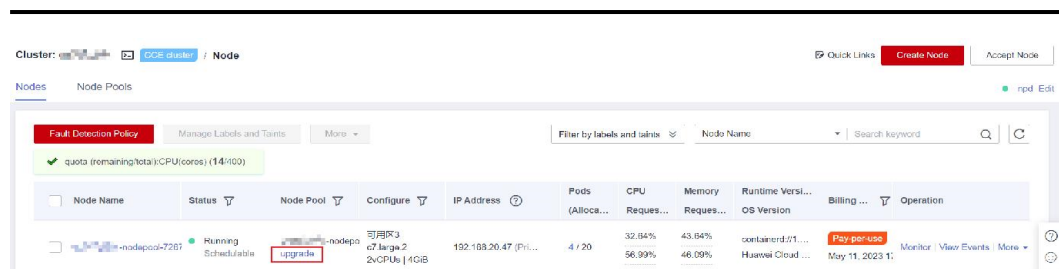 Cluster: CCE cluster / Node
Quick Links Create Node Accept Node
Nodes Node Pools
npd Edit
Fault Detection Policy Manage Labels and Taints More
Filter by labels and taints Node Name Search keyword
quota (remaining/total):CPU(cores) (14/400)
Node Name Status Node Pool Configure IP Address Pods (Alloca... CPU Reques... Memory Reques... Runtime Versi... OS Version Billing ... Operation
-nodepool-7267
Running
Schedulable
-nodepo
upgrade
可用区3
c7.large.2
2vCPUs | 4GiB
192.168.20.47 (Pri...
4 / 20
32.64%
56.99%
43.64%
46.09%
containerd://1....
Huawei Cloud ...
Pay-per-use
May 11, 2023 1
Monitor | View Events | More